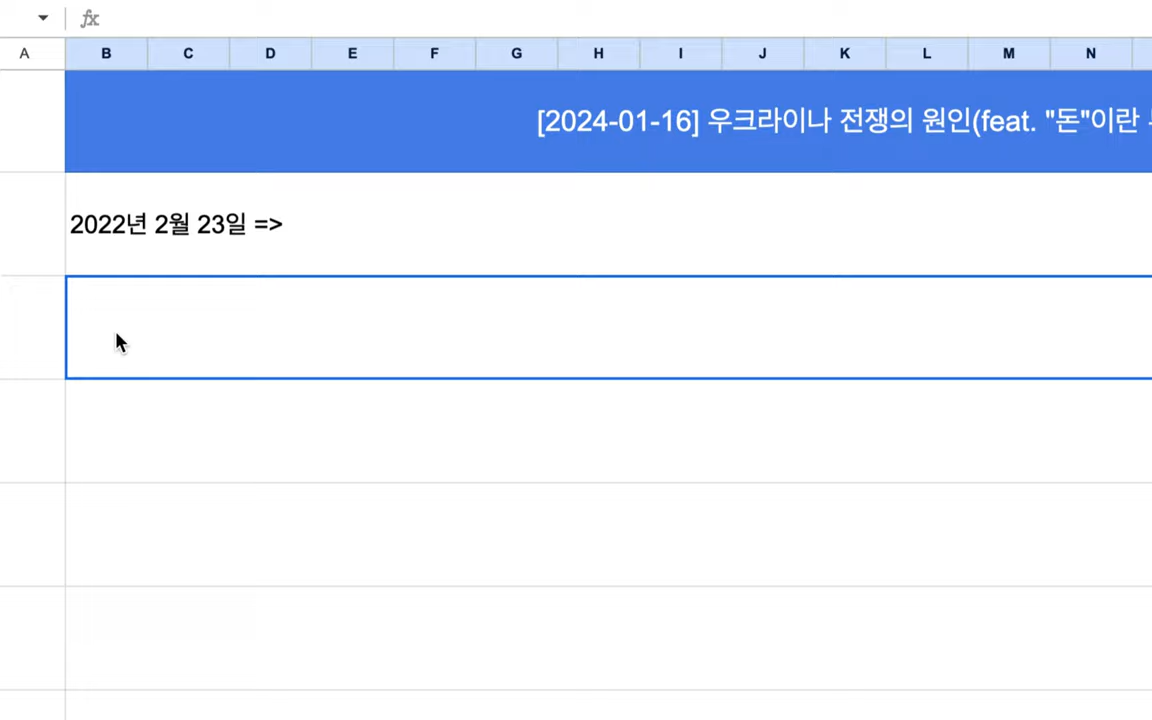 fx
A B C D E F G H I J K L M N
[2024-01-16] 우크라이나 전쟁의 원인(feat. "돈"이란
2022년 2월 23일 =>